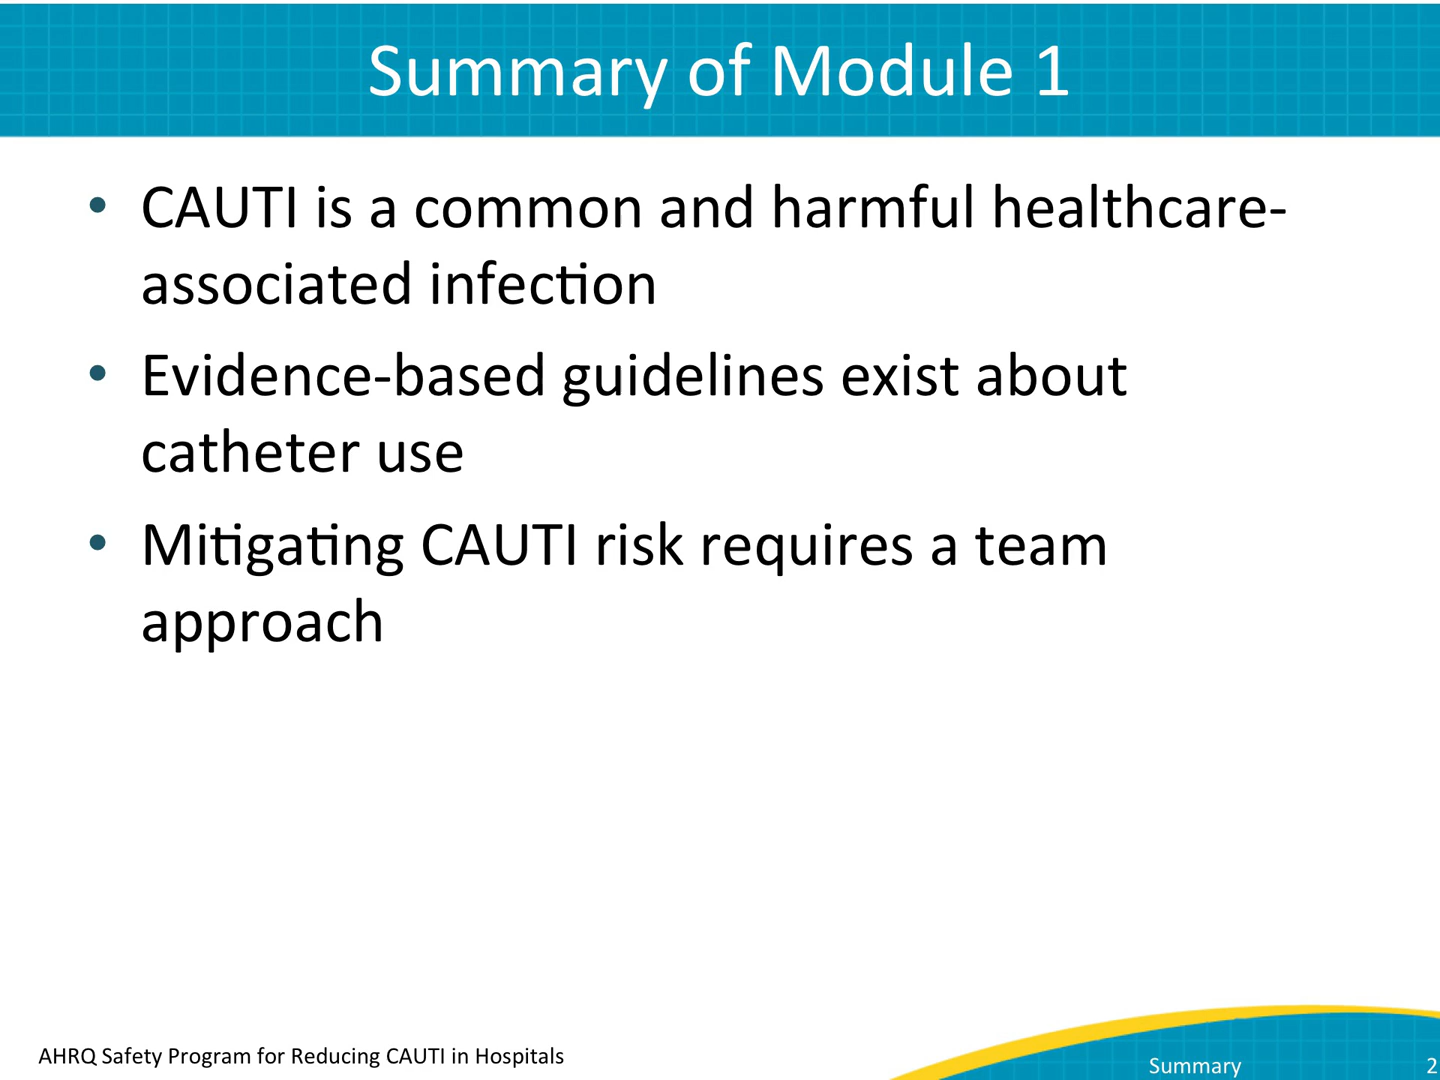 Summary of Module 1
• CAUTI is a common and harmful healthcare-
associated infection
• Evidence-based guidelines exist about
catheter use
• Mitigating CAUTI risk requires a team
approach
AHRQ Safety Program for Reducing CAUTI in Hospitals
Summary 2